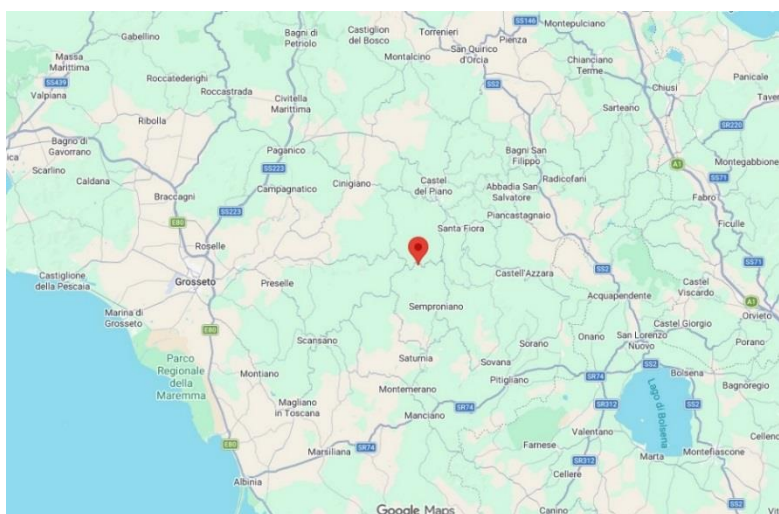 Gabellino
Bagni di
Petriolo
Castiglion
del Bosco
Torrenieri
SS146
Pienza
Montepulciano
Massa
Marittima
SS439
Valpiana
Roccatederighi
Roccastrada
Montalcino
San Quirico
d'Orcia
SS2
Chianciano
Terme
Chiusi
Panicale
Ribolla
Civitella
Marittima
Sarteano
SR220
Bagno di
Gavorrano
Scarlino
Caldana
Paganico
SS223
Bagni San
Filippo
Radicofani
A1
SS71
Montegabbione
Braccagni
Campagnatico
Cinigiano
Castel
del Piano
Abbadia San
Salvatore
Piancastagnaio
Fabro
Ficulle
E80
SS223
Roselle
Santa Fiora
Castiglione
della Pescaia
Grosseto
Preselle
Castell'Azzara
SS2
SS71
Acquapendente
Castel
Viscardo
A1
Orvieto
Marina di
Grosseto
E80
Semproniano
San Lorenzo
Nuovo
Castel Giorgio
Porano
Scansano
Sorano
Onano
Parco
Regionale
della
Maremma
Saturnia
Sovana
Pitigliano
SR74
SS2
Bolsena
Bagnoregio
Montiano
Montemerano
Magliano
in Toscana
Manciano
SR74
SR312
Lago di Bolsena
SS2
Valentano
Farnese
E80
Marsiliana
SR74
SR312
Marta
Montefiascone
Albinia
Cellere
Canino
SS2
Google Maps